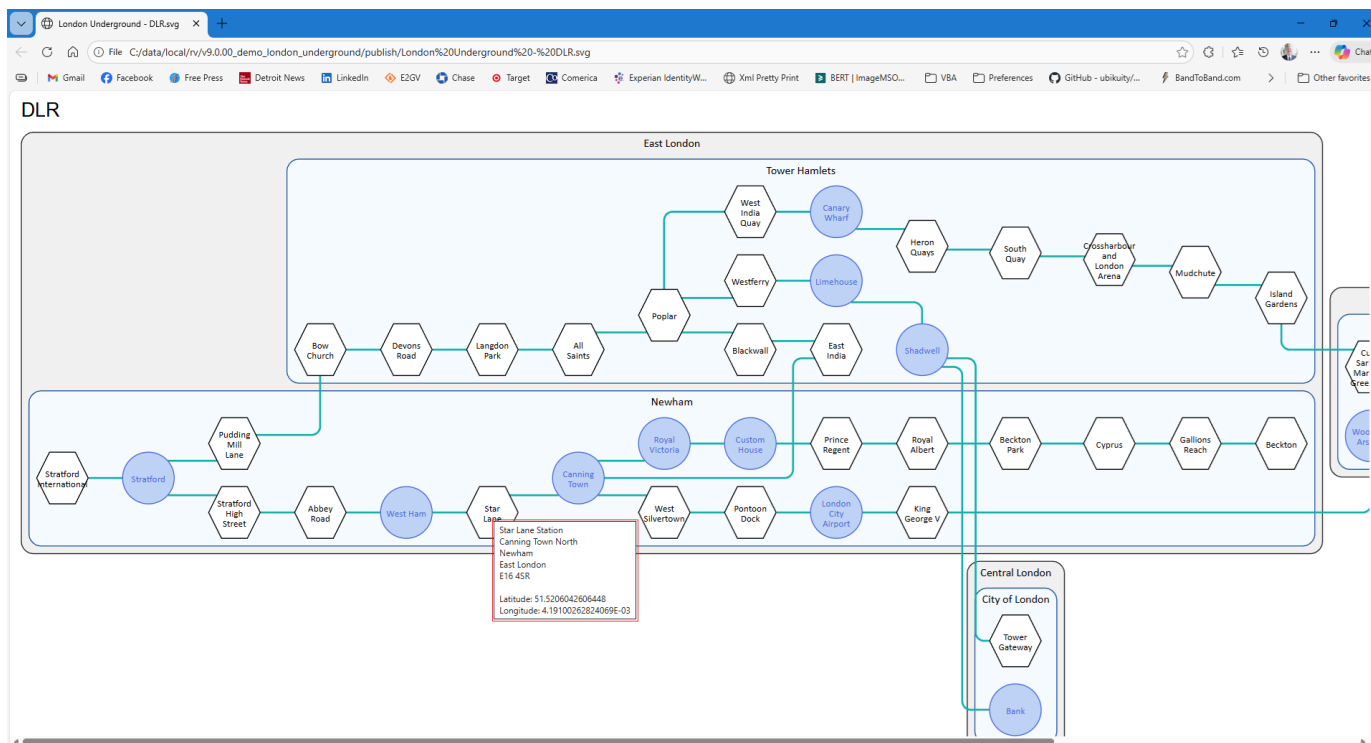 London Underground - DLR.svg
File
C:/data/local/rv/v9.0.00_demo_london_underground/publish/London%20Underground%20-%20DLR.svg
Chat
Gmail
Facebook
Free Press
Detroit News
LinkedIn
E2GV
Chase
Target
Comerica
Experian IdentityW...
Xml Pretty Print
BERT | ImageMSO...
VBA
Preferences
GitHub - ubikuity/...
BandToBand.com
Other favorites
DLR
East London
Tower Hamlets
West
India
Quay
Canary
Wharf
Heron
Quays
South
Quay
Crossharbour
and
London
Arena
Mudchute
Westferry
Limehouse
Island
Gardens
Poplar
Bow
Church
Devons
Road
Langdon
Park
All
Saints
Blackwall
East
India
Shadwell
Cu
Sar
Mar
Gree
Newham
Pudding
Mill
Lane
Royal
Victoria
Custom
House
Prince
Regent
Royal
Albert
Beckton
Park
Cyprus
Gallions
Reach
Beckton
Woo
Ars
Stratford
International
Stratford
Canning
Town
Stratford
High
Street
Abbey
Road
West Ham
Star
Lane
West
Silvertown
Pontoon
Dock
London
City
Airport
King
George V
Star Lane Station
Canning Town North
Newham
East London
E16 4SR
Latitude: 51.5206042606448
Longitude: 4.19100262824069E-03
Central London
City of London
Tower
Gateway
Bank